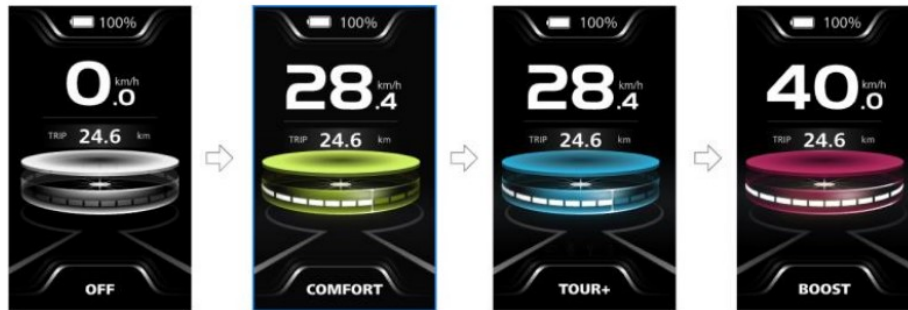 100%
0.0 km/h
TRIP 24.6 km
OFF
100%
28.4 km/h
TRIP 24.6 km
COMFORT
100%
28.4 km/h
TRIP 24.6 km
TOUR+
100%
40.0 km/h
TRIP 24.6 km
BOOST